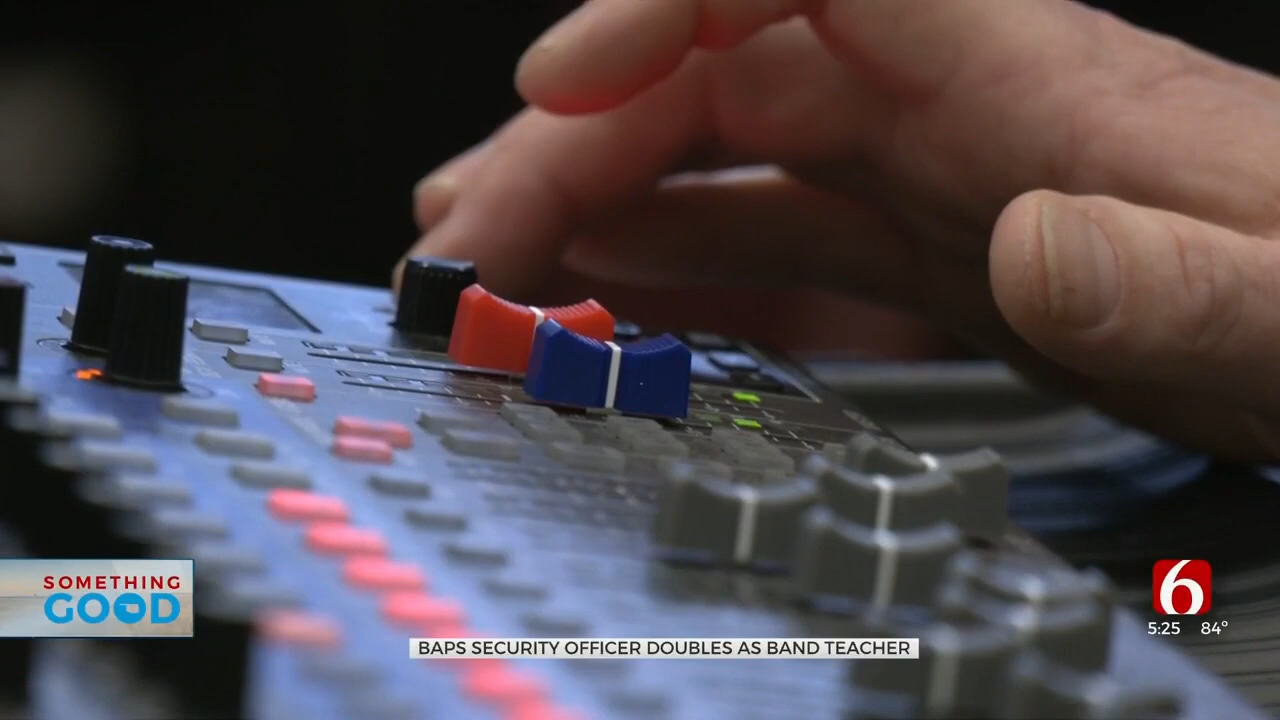 SOMETHING
GOOD
6
5:25 84°
BAPS SECURITY OFFICER DOUBLES AS BAND TEACHER